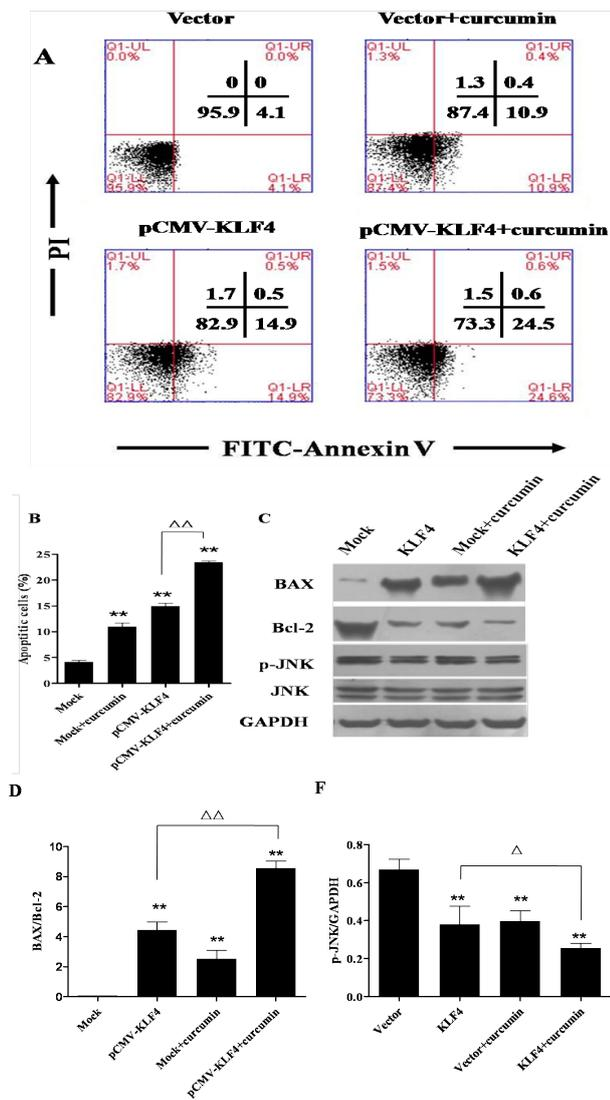 Vector
Vector+curcumin
A
Q1-UL
0.0%
Q1-UR
0.0%
0 0
95.9 4.1
Q1-LL
95.9%
Q1-LR
4.1%
Q1-UL
1.3%
Q1-UR
0.4%
1.3 0.4
87.4 10.9
Q1-LL
87.4%
Q1-LR
10.9%
PI
pCMV-KLF4
pCMV-KLF4+curcumin
Q1-UL
1.7%
Q1-UR
0.5%
1.7 0.5
82.9 14.9
Q1-LL
82.9%
Q1-LR
14.9%
Q1-UL
1.5%
Q1-UR
0.6%
1.5 0.6
73.3 24.5
Q1-LL
73.3%
Q1-LR
24.6%
FITC-Annexin V
B
Apoptitic cells (%)
25
20
15
10
5
0
**
**
**
△△
Mock
Mock+curcumin
pCMV-KLF4
pCMV-KLF4+curcumin
C
Mock
KLF4
Mock+curcumin
KLF4+curcumin
BAX
Bcl-2
p-JNK
JNK
GAPDH
D
BAX/Bcl-2
10
8
6
4
2
0
**
**
**
△△
Mock
pCMV-KLF4
Mock+curcumin
pCMV-KLF4+curcumin
F
p-JNK/GAPDH
0.8
0.6
0.4
0.2
0.0
**
**
**
△
Vector
KLF4
Vector+curcumin
KLF4+curcumin